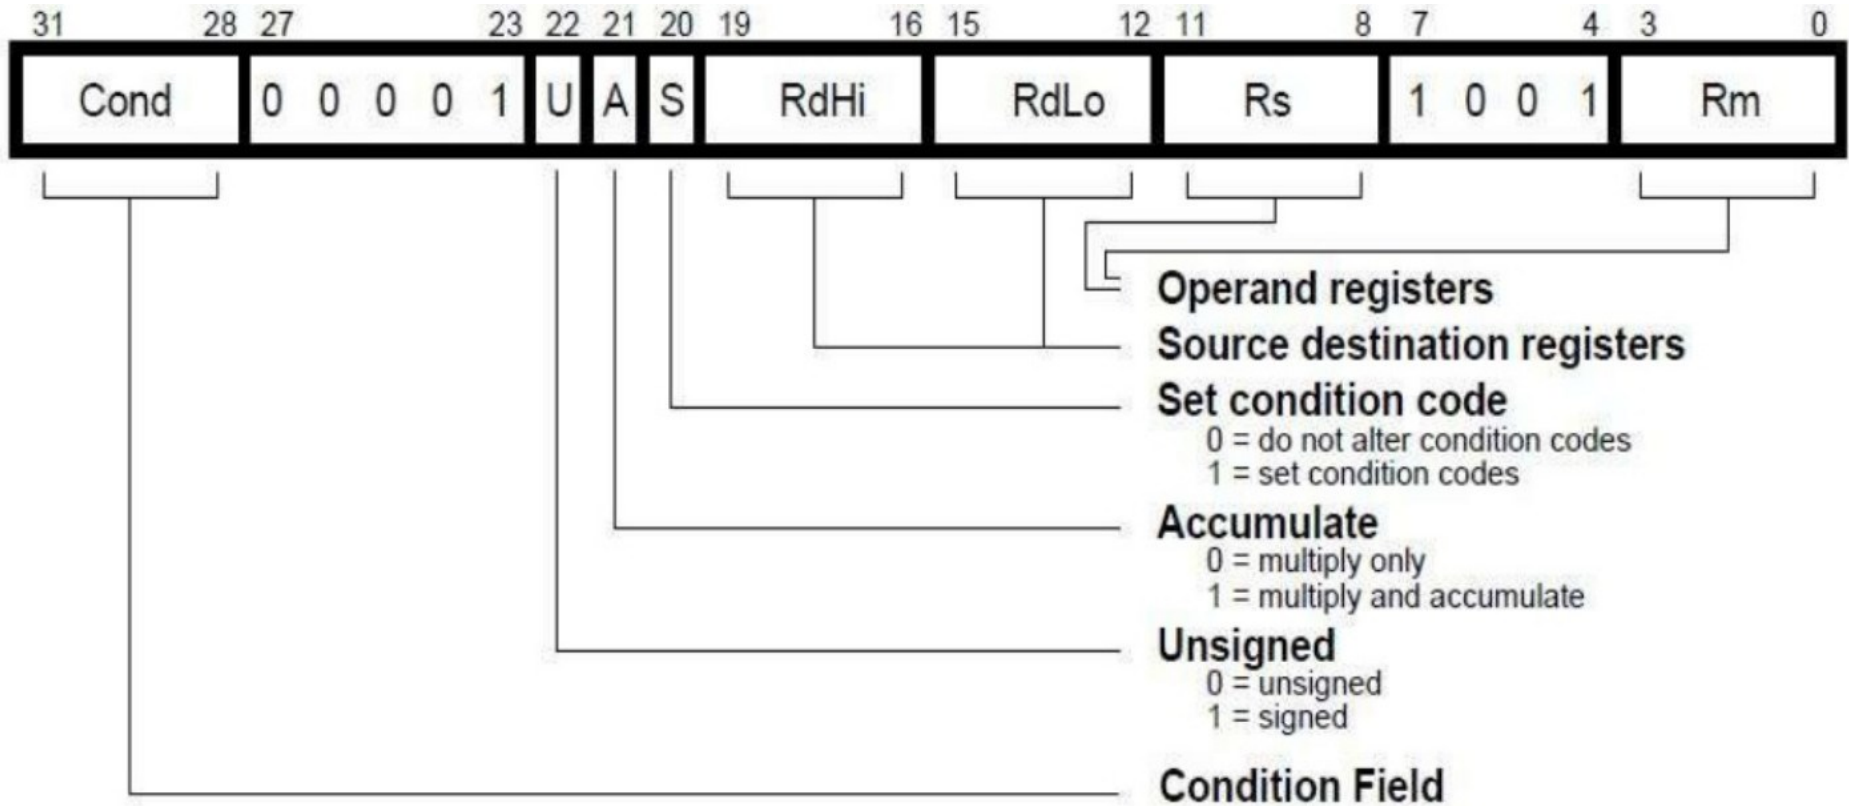 31 28 27 23 22 21 20 19 16 15 12 11 8 7 4 3 0
Cond 0 0 0 0 1 U A S RdHi RdLo Rs 1 0 0 1 Rm
Operand registers
Source destination registers
Set condition code
0 = do not alter condition codes
1 = set condition codes
Accumulate
0 = multiply only
1 = multiply and accumulate
Unsigned
0 = unsigned
1 = signed
Condition Field